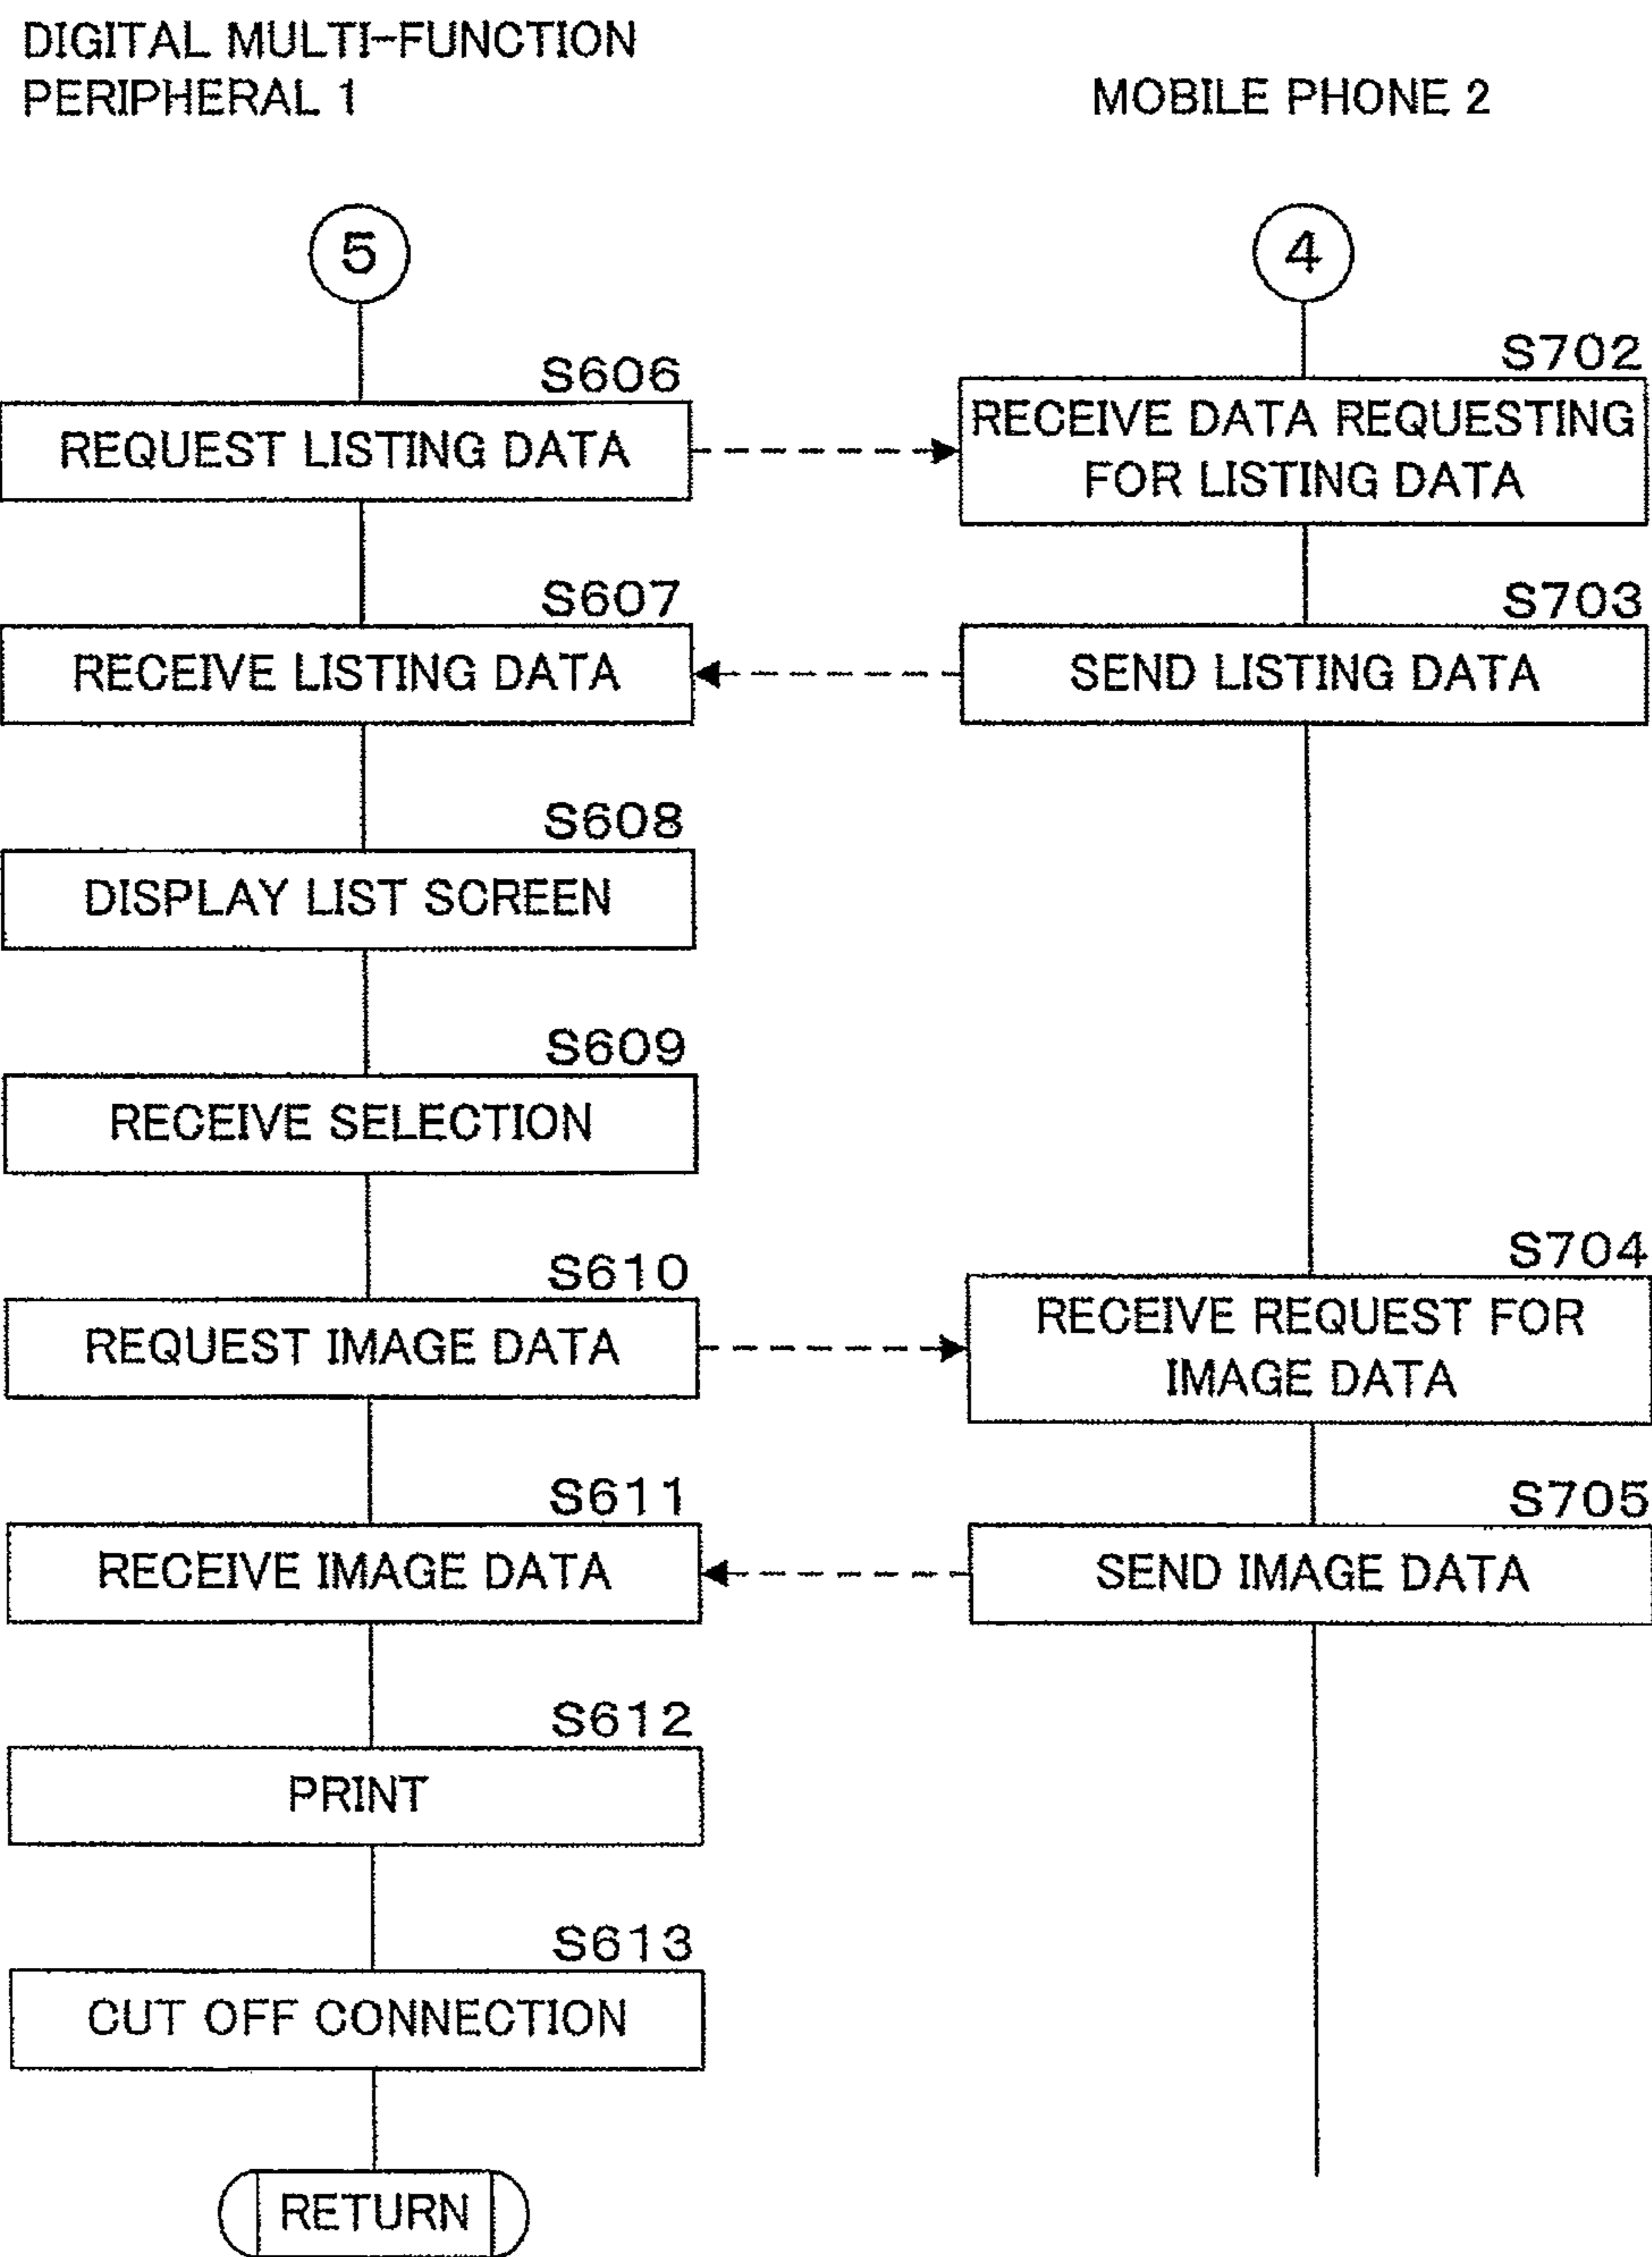 DIGITAL MULTI-FUNCTION
PERIPHERAL 1
MOBILE PHONE 2
5
4
S606
REQUEST LISTING DATA
S702
RECEIVE DATA REQUESTING
FOR LISTING DATA
S607
RECEIVE LISTING DATA
S703
SEND LISTING DATA
S608
DISPLAY LIST SCREEN
S609
RECEIVE SELECTION
S610
REQUEST IMAGE DATA
S704
RECEIVE REQUEST FOR
IMAGE DATA
S611
RECEIVE IMAGE DATA
S705
SEND IMAGE DATA
S612
PRINT
S613
CUT OFF CONNECTION
RETURN